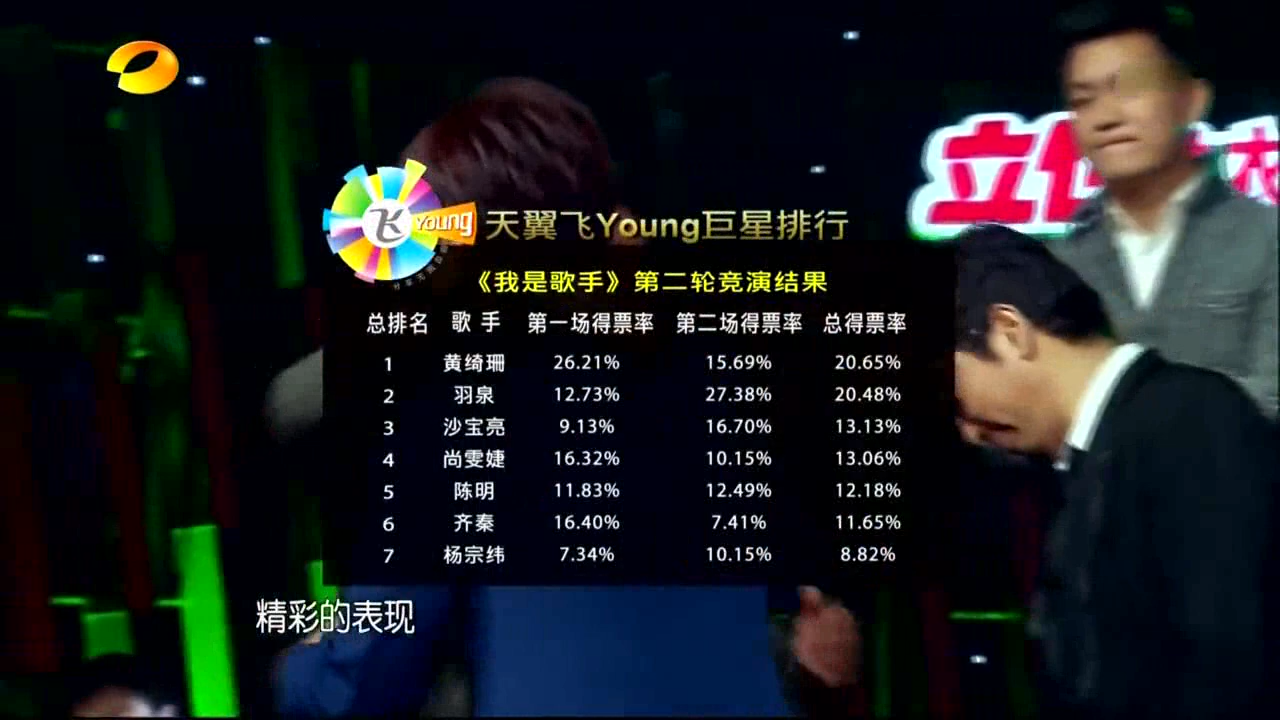 飞 Young
天翼飞Young巨星排行
立白
《我是歌手》第二轮竞演结果
总排名 歌手 第一场得票率 第二场得票率 总得票率
1 黄绮珊 26.21% 15.69% 20.65%
2 羽泉 12.73% 27.38% 20.48%
3 沙宝亮 9.13% 16.70% 13.13%
4 尚雯婕 16.32% 10.15% 13.06%
5 陈明 11.83% 12.49% 12.18%
6 齐秦 16.40% 7.41% 11.65%
7 杨宗纬 7.34% 10.15% 8.82%
精彩的表现